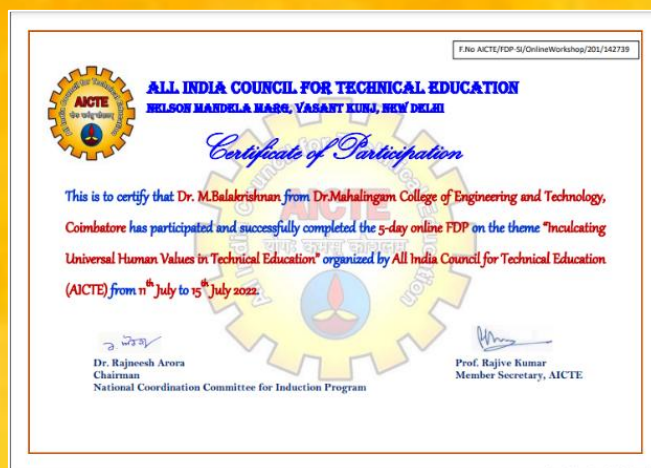 F.No AICTE/FDP-SI/OnlineWorkshop/201/142739
AICTE
ALL INDIA COUNCIL FOR TECHNICAL EDUCATION
NELSON MANDELA MARG, VASANT KUNJ, NEW DELHI
Certificate of Participation
This is to certify that Dr. M.Balakrishnan from Dr.Mahalingam College of Engineering and Technology,
Coimbatore has participated and successfully completed the 5-day online FDP on the theme "Inculcating
Universal Human Values in Technical Education" organized by All India Council for Technical Education
(AICTE) from 11th July to 15th July 2022.
Dr. Rajneesh Arora
Chairman
National Coordination Committee for Induction Program
Prof. Rajive Kumar
Member Secretary, AICTE